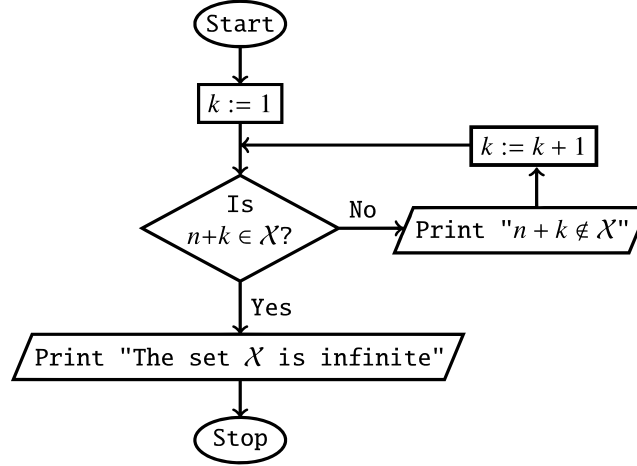 Start
k := 1
k := k + 1
Is
n+k ∈ 𝒳?
No
Print "n + k ∉ 𝒳"
Yes
Print "The set 𝒳 is infinite"
Stop